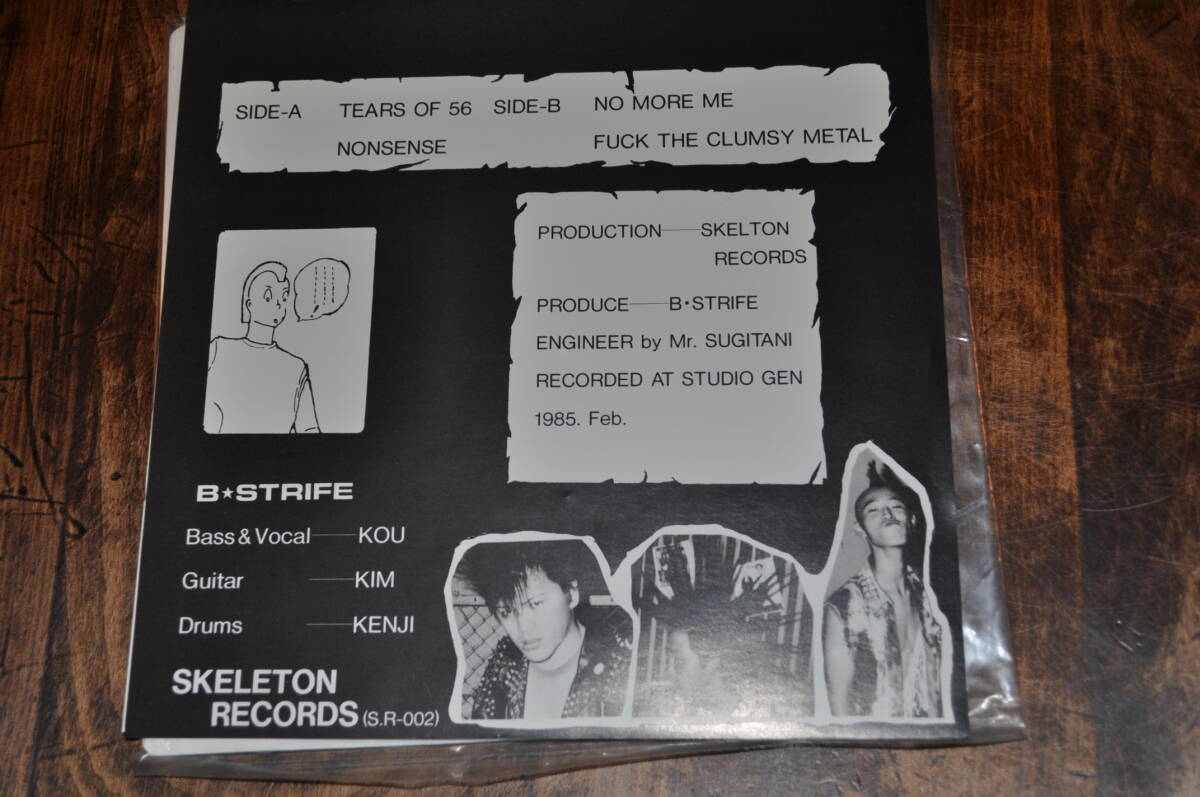 SIDE-A TEARS OF 56 SIDE-B NO MORE ME
NONSENSE FUCK THE CLUMSY METAL
PRODUCTION—SKELTON
RECORDS
PRODUCE—B・STRIFE
ENGINEER by Mr. SUGITANI
RECORDED AT STUDIO GEN
1985. Feb.
B★STRIFE
Bass & Vocal—KOU
Guitar—KIM
Drums—KENJI
SKELETON
RECORDS (S.R-002)